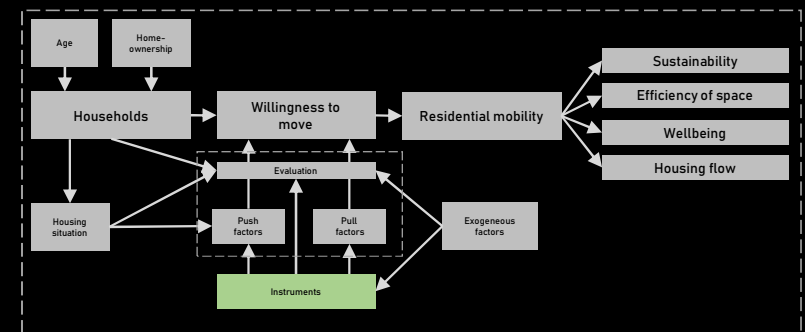 Age
Home-
ownership
Households
Willingness to
move
Residential mobility
Sustainability
Efficiency of space
Wellbeing
Housing flow
Evaluation
Housing
situation
Push
factors
Pull
factors
Exogeneous
factors
Instruments